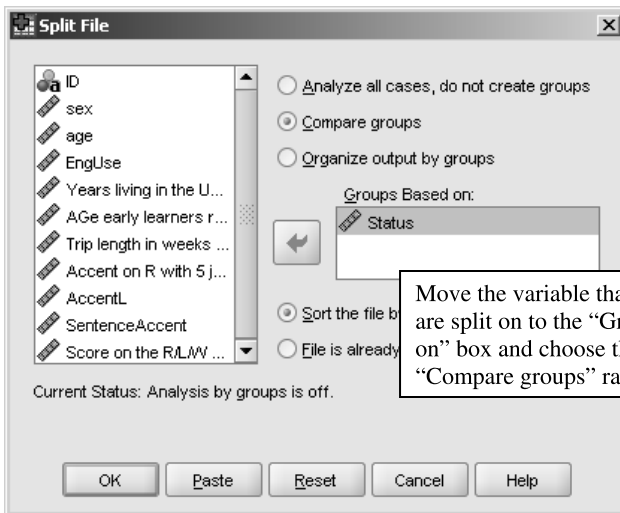 Split File
ID
sex
age
EngUse
Years living in the U...
AGe early learners r...
Trip length in weeks ...
Accent on R with 5 j...
AccentL
SentenceAccent
Score on the R/L/W ...
Analyze all cases, do not create groups
Compare groups
Organize output by groups
Groups Based on:
Status
Sort the file b
File is already
Move the variable tha
are split on to the “Gr
on” box and choose t
“Compare groups” ra
Current Status: Analysis by groups is off.
OK Paste Reset Cancel Help